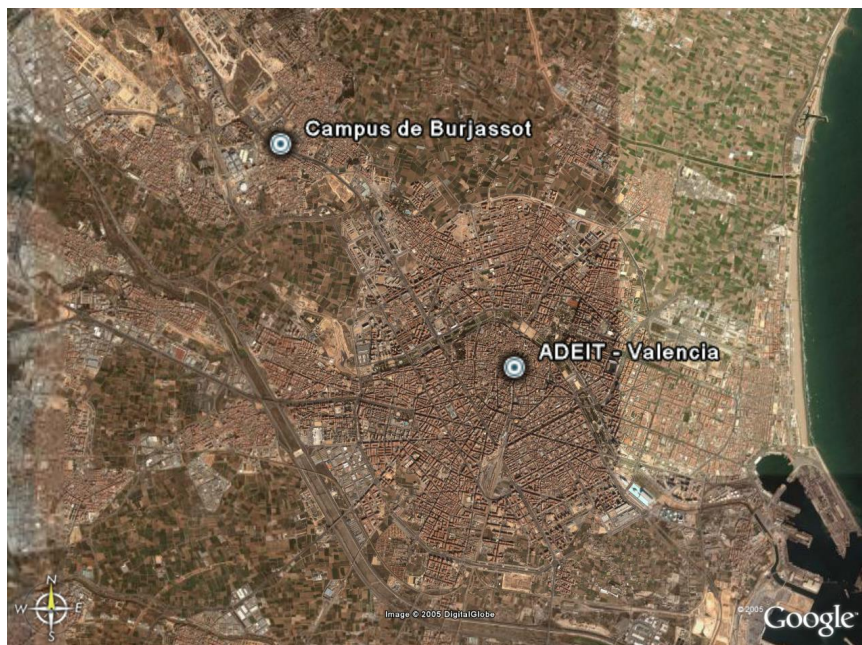 Campus de Burjassot
ADEIT - Valencia
N
W E
S
Image © 2005 DigitalGlobe
©2005 Google